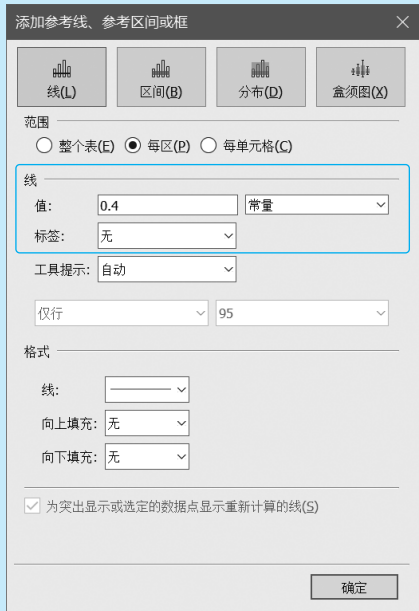 添加参考线、参考区间或框
线(L) 区间(B) 分布(D) 盒须图(X)
范围
整个表(E) 每区(P) 每单元格(C)
线
值: 0.4 常量
标签: 无
工具提示: 自动
仅行 95
格式
线:
向上填充: 无
向下填充: 无
为突出显示或选定的数据点显示重新计算的线(S)
确定